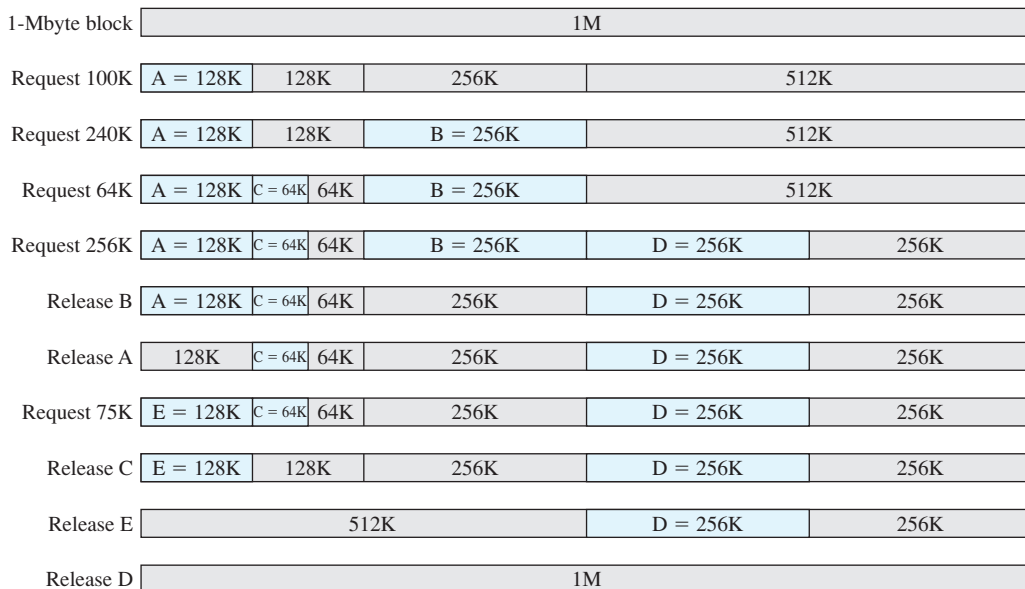 1-Mbyte block 1M
Request 100K A = 128K 128K 256K 512K
Request 240K A = 128K 128K B = 256K 512K
Request 64K A = 128K C = 64K 64K B = 256K 512K
Request 256K A = 128K C = 64K 64K B = 256K D = 256K 256K
Release B A = 128K C = 64K 64K 256K D = 256K 256K
Release A 128K C = 64K 64K 256K D = 256K 256K
Request 75K E = 128K C = 64K 64K 256K D = 256K 256K
Release C E = 128K 128K 256K D = 256K 256K
Release E 512K D = 256K 256K
Release D 1M